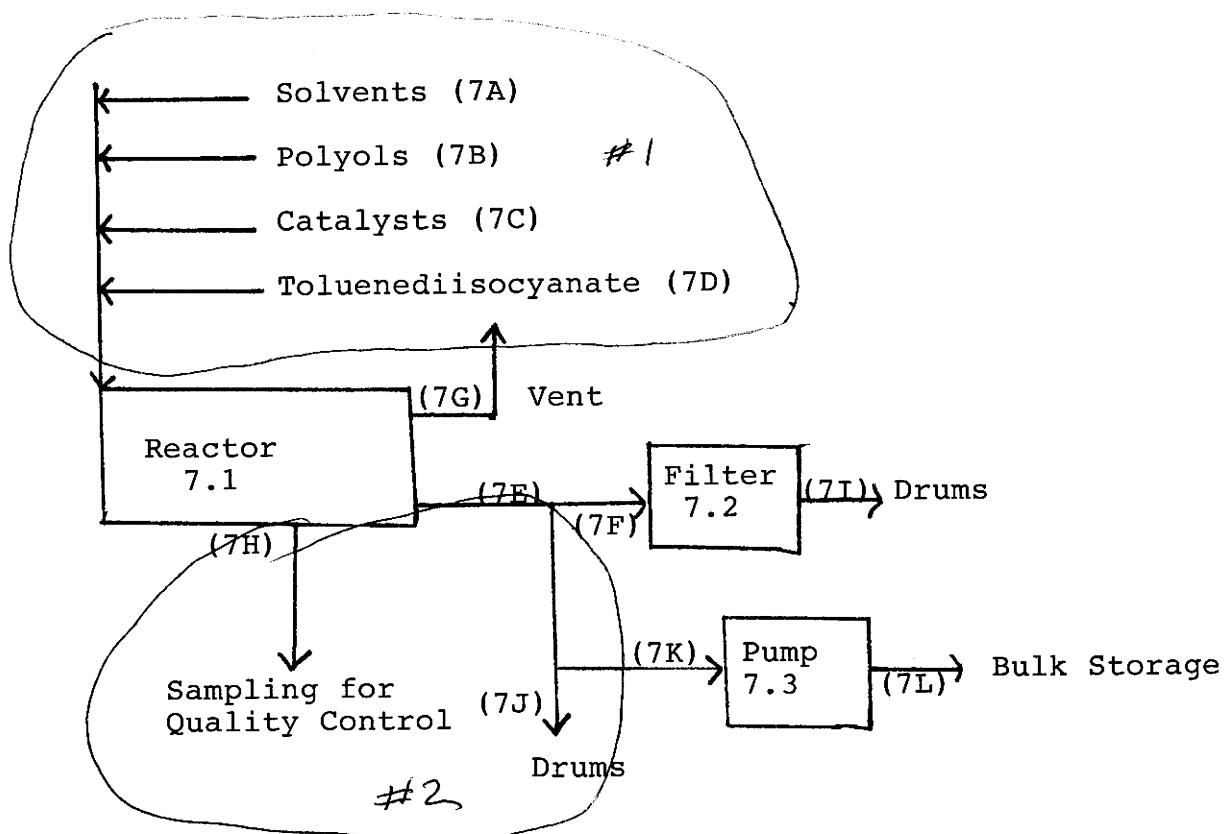 Solvents (7A)
Polyols (7B)
#1
Catalysts (7C)
Toluenediisocyanate (7D)
(7G)
Vent
Reactor
7.1
(7E)
(7F)
Filter
7.2
(7I)
Drums
(7H)
Sampling for
Quality Control
(7J)
Drums
(7K)
Pump
7.3
(7L)
Bulk Storage
#2